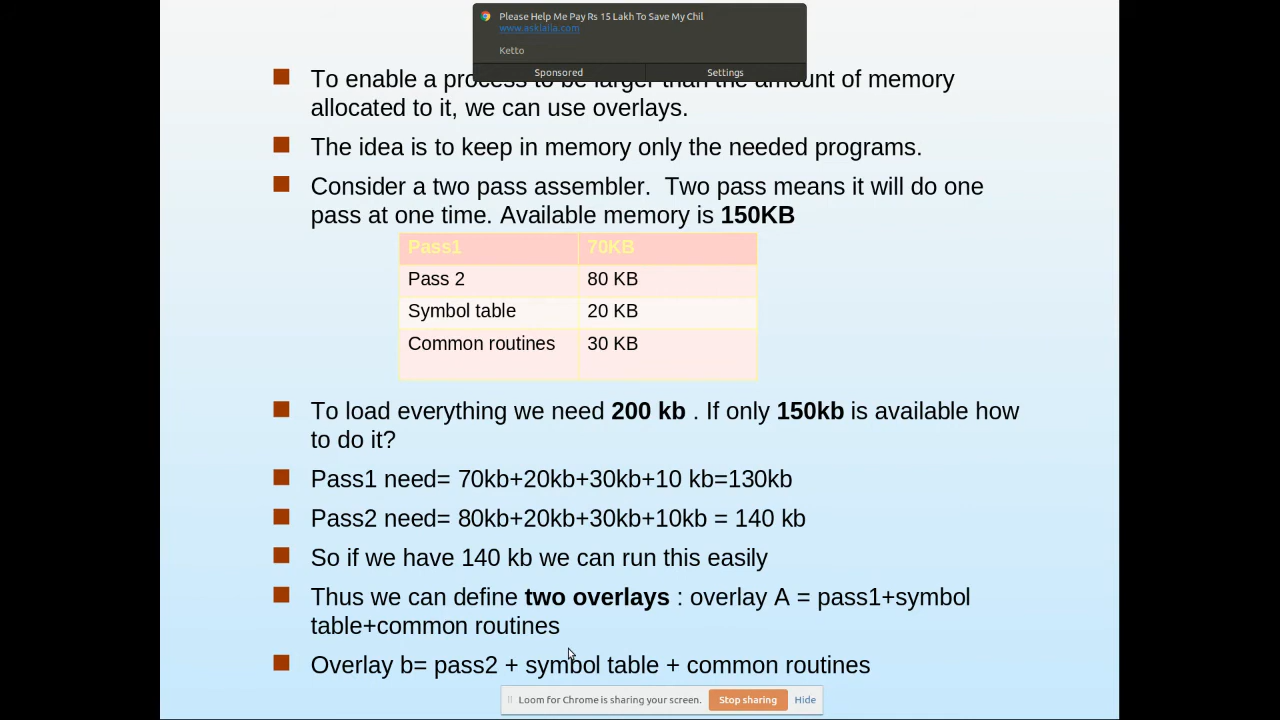 Please Help Me Pay Rs 15 Lakh To Save My Chil
www.asklaila.com
Ketto
Sponsored Settings
To enable a process to be larger than the amount of memory
allocated to it, we can use overlays.
The idea is to keep in memory only the needed programs.
Consider a two pass assembler. Two pass means it will do one
pass at one time. Available memory is 150KB
Pass1 70KB
Pass 2 80 KB
Symbol table 20 KB
Common routines 30 KB
To load everything we need 200 kb . If only 150kb is available how
to do it?
Pass1 need= 70kb+20kb+30kb+10 kb=130kb
Pass2 need= 80kb+20kb+30kb+10kb = 140 kb
So if we have 140 kb we can run this easily
Thus we can define two overlays : overlay A = pass1+symbol
table+common routines
Overlay b= pass2 + symbol table + common routines
Loom for Chrome is sharing your screen. Stop sharing Hide